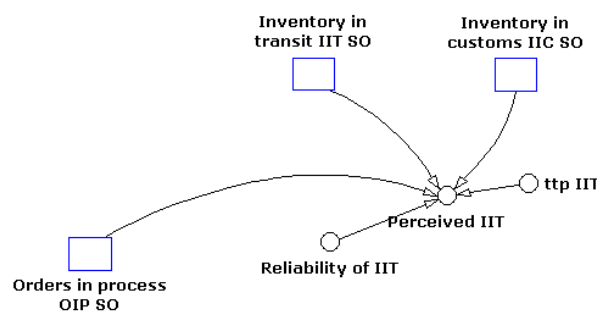 Inventory in
transit IIT SO
Inventory in
customs IIC SO
ttp IIT
Perceived IIT
Reliability of IIT
Orders in process
OIP SO